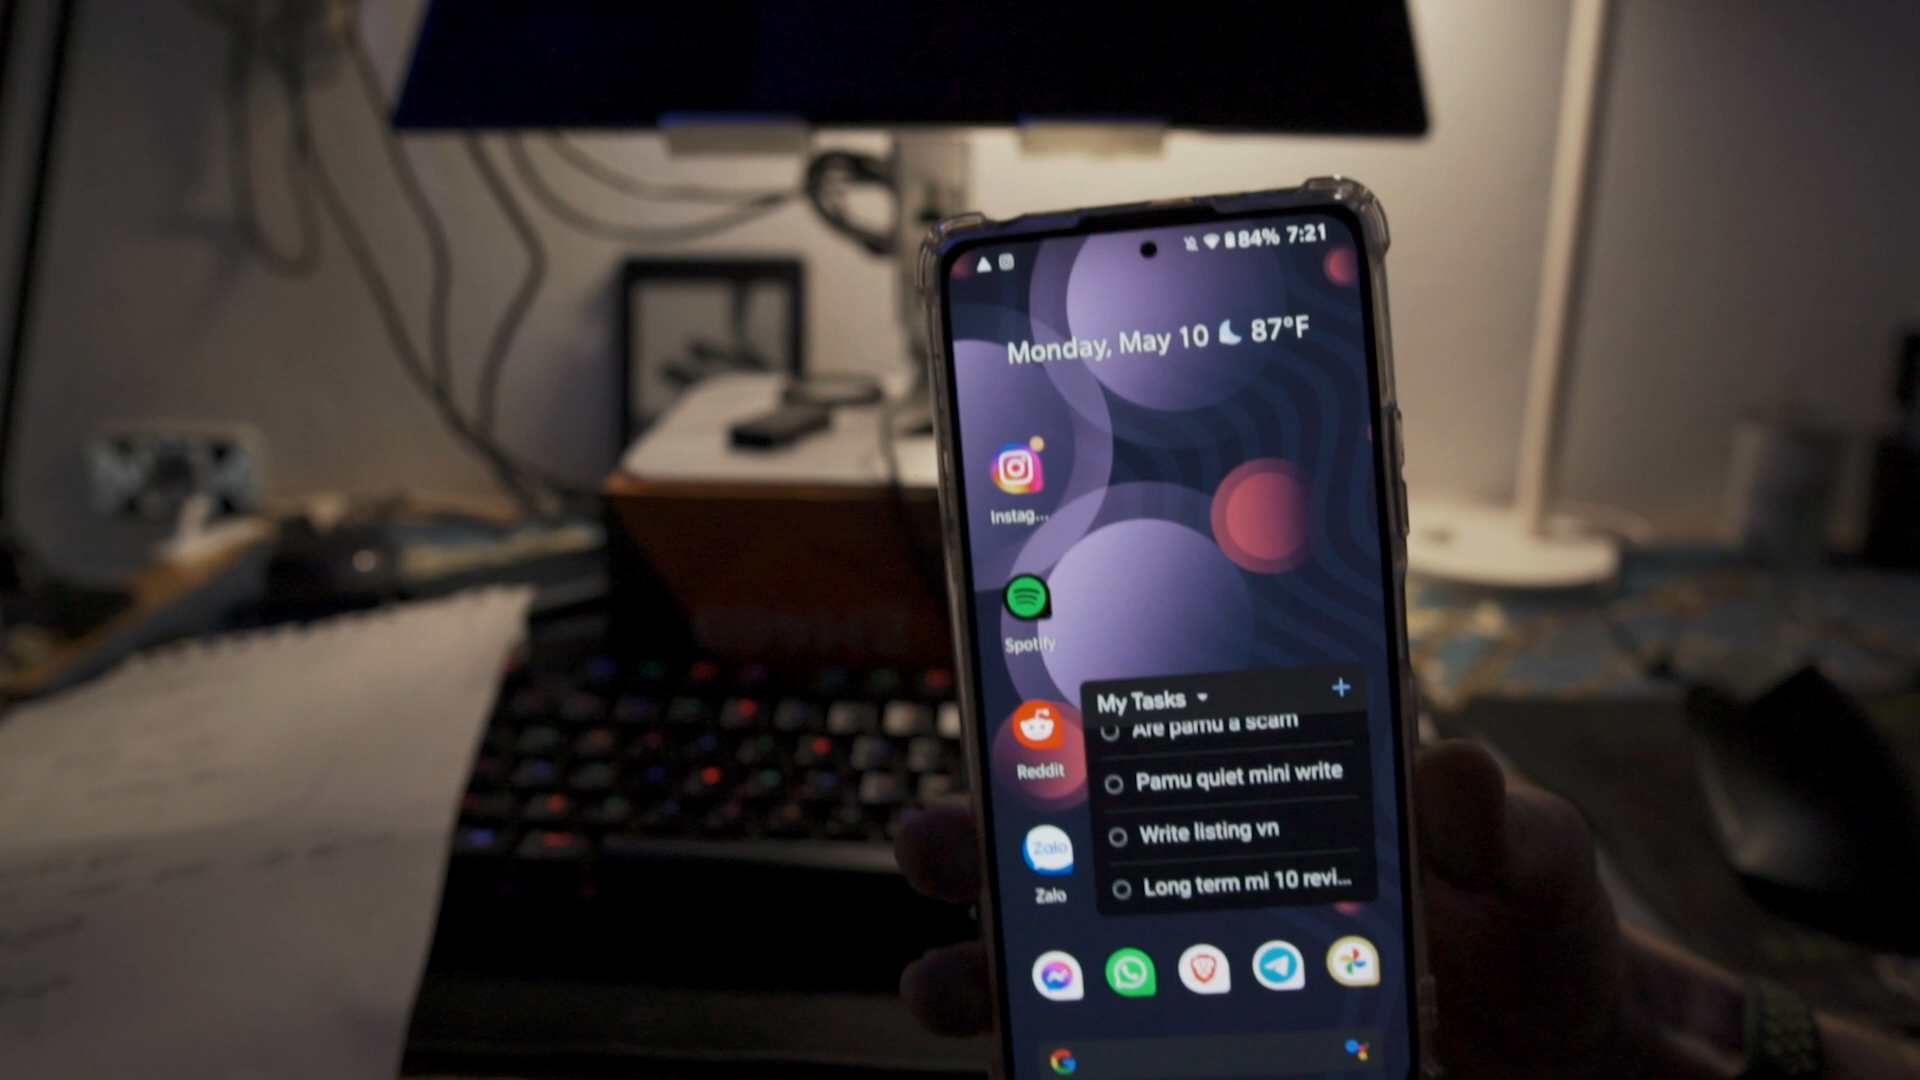 84% 7:21
Monday, May 10 87°F
Instag...
Spotify
Reddit
Zalo
Zalo
My Tasks
Are pamu a scam
Pamu quiet mini write
Write listing vn
Long term mi 10 revi...